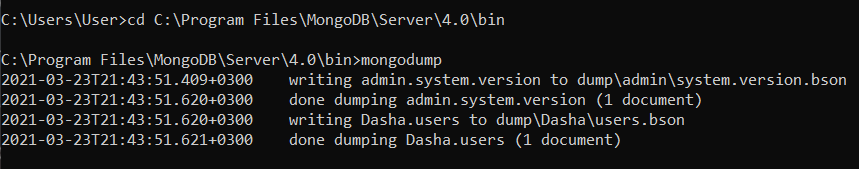 C:\Users\User>cd C:\Program Files\MongoDB\Server\4.0\bin
C:\Program Files\MongoDB\Server\4.0\bin>mongodump
2021-03-23T21:43:51.409+0300    writing admin.system.version to dump\admin\system.version.bson
2021-03-23T21:43:51.620+0300    done dumping admin.system.version (1 document)
2021-03-23T21:43:51.620+0300    writing Dasha.users to dump\Dasha\users.bson
2021-03-23T21:43:51.621+0300    done dumping Dasha.users (1 document)